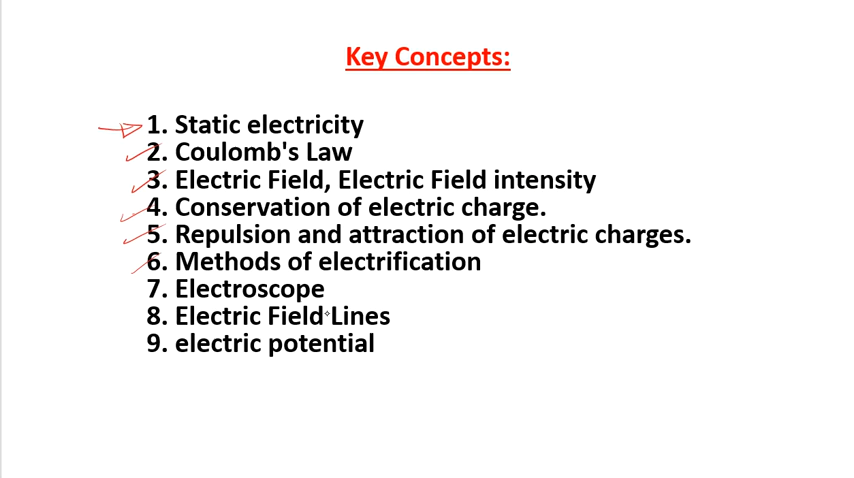 Key Concepts:
1. Static electricity
2. Coulomb's Law
3. Electric Field, Electric Field intensity
4. Conservation of electric charge.
5. Repulsion and attraction of electric charges.
6. Methods of electrification
7. Electroscope
8. Electric Field Lines
9. electric potential